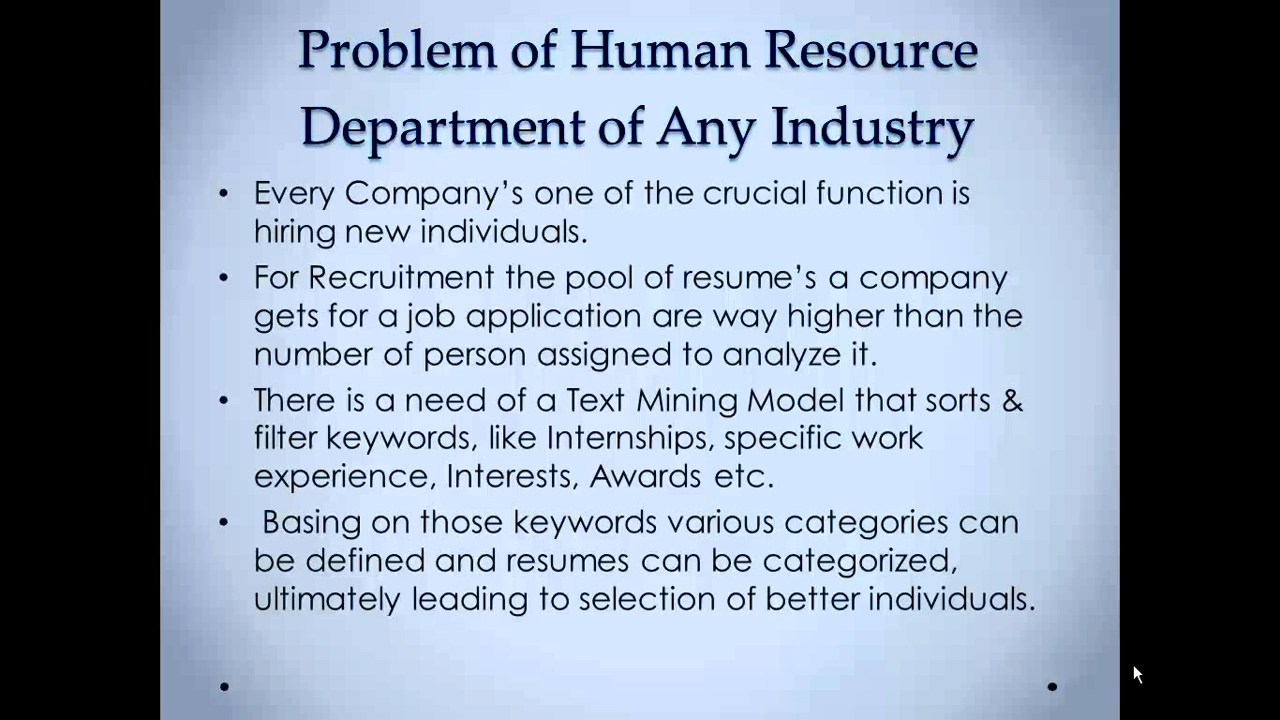 Problem of Human Resource
Department of Any Industry
• Every Company’s one of the crucial function is
hiring new individuals.
• For Recruitment the pool of resume’s a company
gets for a job application are way higher than the
number of person assigned to analyze it.
• There is a need of a Text Mining Model that sorts &
filter keywords, like Internships, specific work
experience, Interests, Awards etc.
• Basing on those keywords various categories can
be defined and resumes can be categorized,
ultimately leading to selection of better individuals.